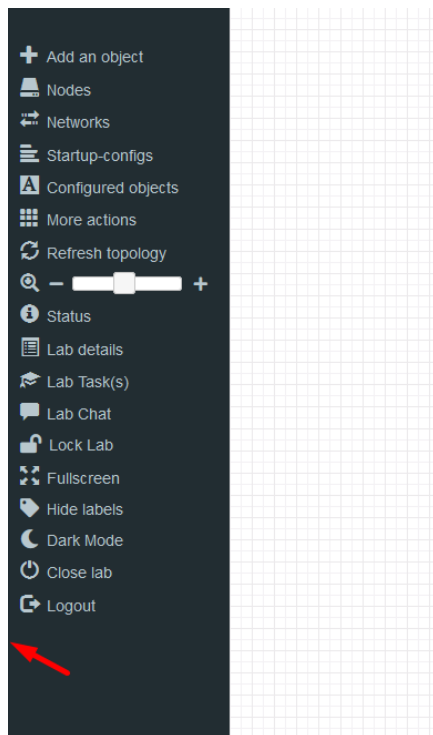 Add an object
Nodes
Networks
Startup-configs
A Configured objects
More actions
Refresh topology
Status
Lab details
Lab Task(s)
Lab Chat
Lock Lab
Fullscreen
Hide labels
Dark Mode
Close lab
Logout